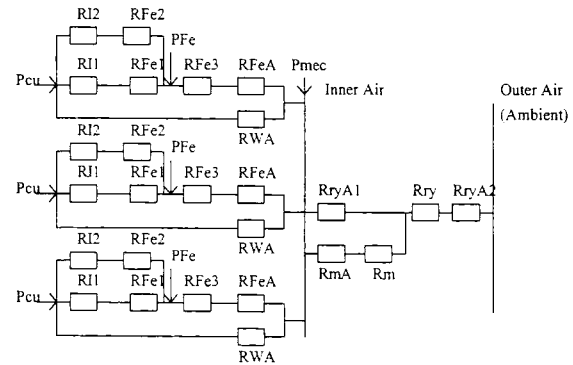 RI2 RFe2
PFe
Pcu RI1 RFe1 RFe3 RFeA Pmec
Inner Air Outer Air
(Ambient)
RWA
RI2 RFe2 PFe
Pcu RI1 RFe1 RFe3 RFeA RryA1 Rry RryA2
RWA
RI2 RFe2 PFe
RmA Rm
Pcu RI1 RFe1 RFe3 RFeA
RWA